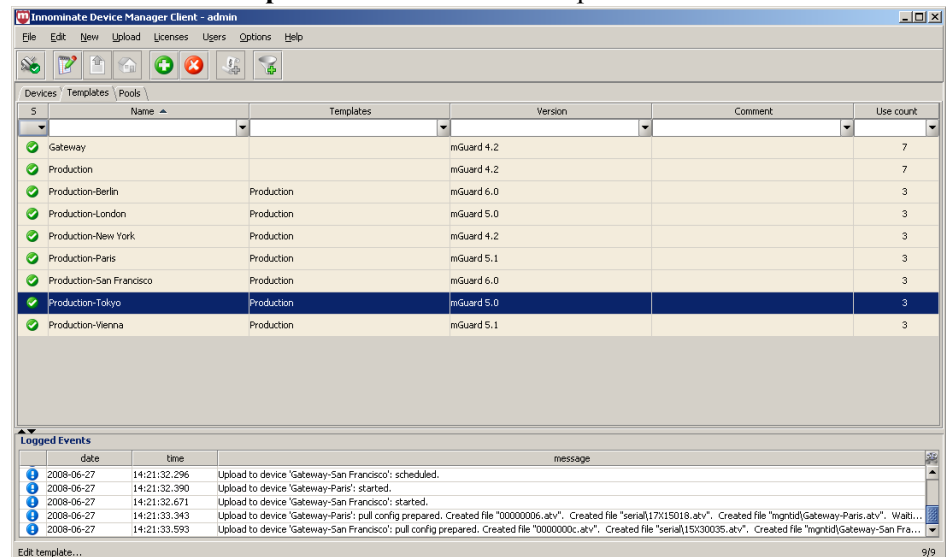 Innominate Device Manager Client - admin
File Edit New Upload Licenses Users Options Help
Devices Templates Pools
S Name Templates Version Comment Use count
Gateway mGuard 4.2 7
Production mGuard 4.2 7
Production-Berlin Production mGuard 6.0 3
Production-London Production mGuard 5.0 3
Production-New York Production mGuard 4.2 3
Production-Paris Production mGuard 5.1 3
Production-San Francisco Production mGuard 6.0 3
Production-Tokyo Production mGuard 5.0 3
Production-Vienna Production mGuard 5.1 3
Logged Events
date time message
2008-06-27 14:21:32.296 Upload to device 'Gateway-San Francisco': scheduled.
2008-06-27 14:21:32.390 Upload to device 'Gateway-Paris': started.
2008-06-27 14:21:32.671 Upload to device 'Gateway-San Francisco': started.
2008-06-27 14:21:33.343 Upload to device 'Gateway-Paris': pull config prepared. Created file "00000006.atv". Created file "serial\17X15018.atv". Created file "mgntid\Gateway-Paris.atv". Waiti...
2008-06-27 14:21:33.593 Upload to device 'Gateway-San Francisco': pull config prepared. Created file "0000000c.atv". Created file "serial\15X30035.atv". Created file "mgntid\Gateway-San Fra...
Edit template... 9/9